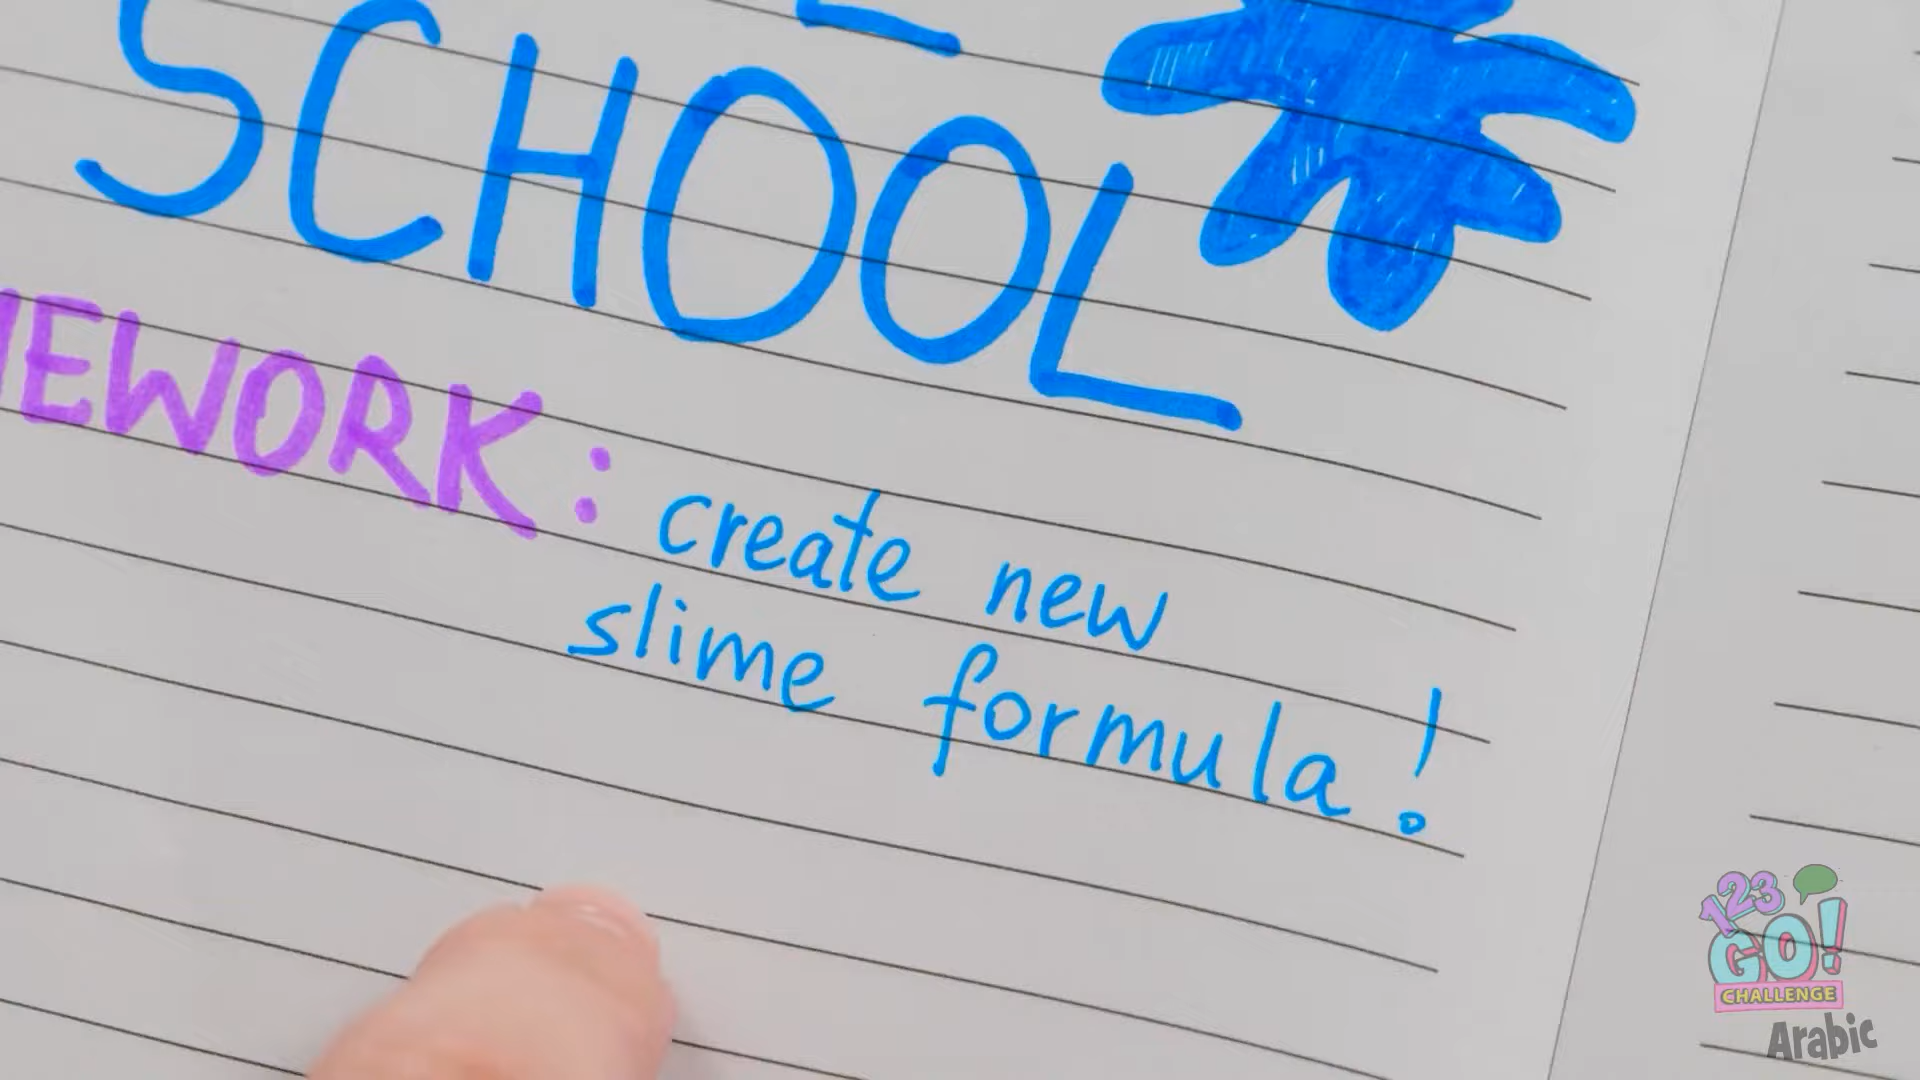 SCHOOL
EWORK: create new
slime formula!
123
GO!
CHALLENGE
Arabic